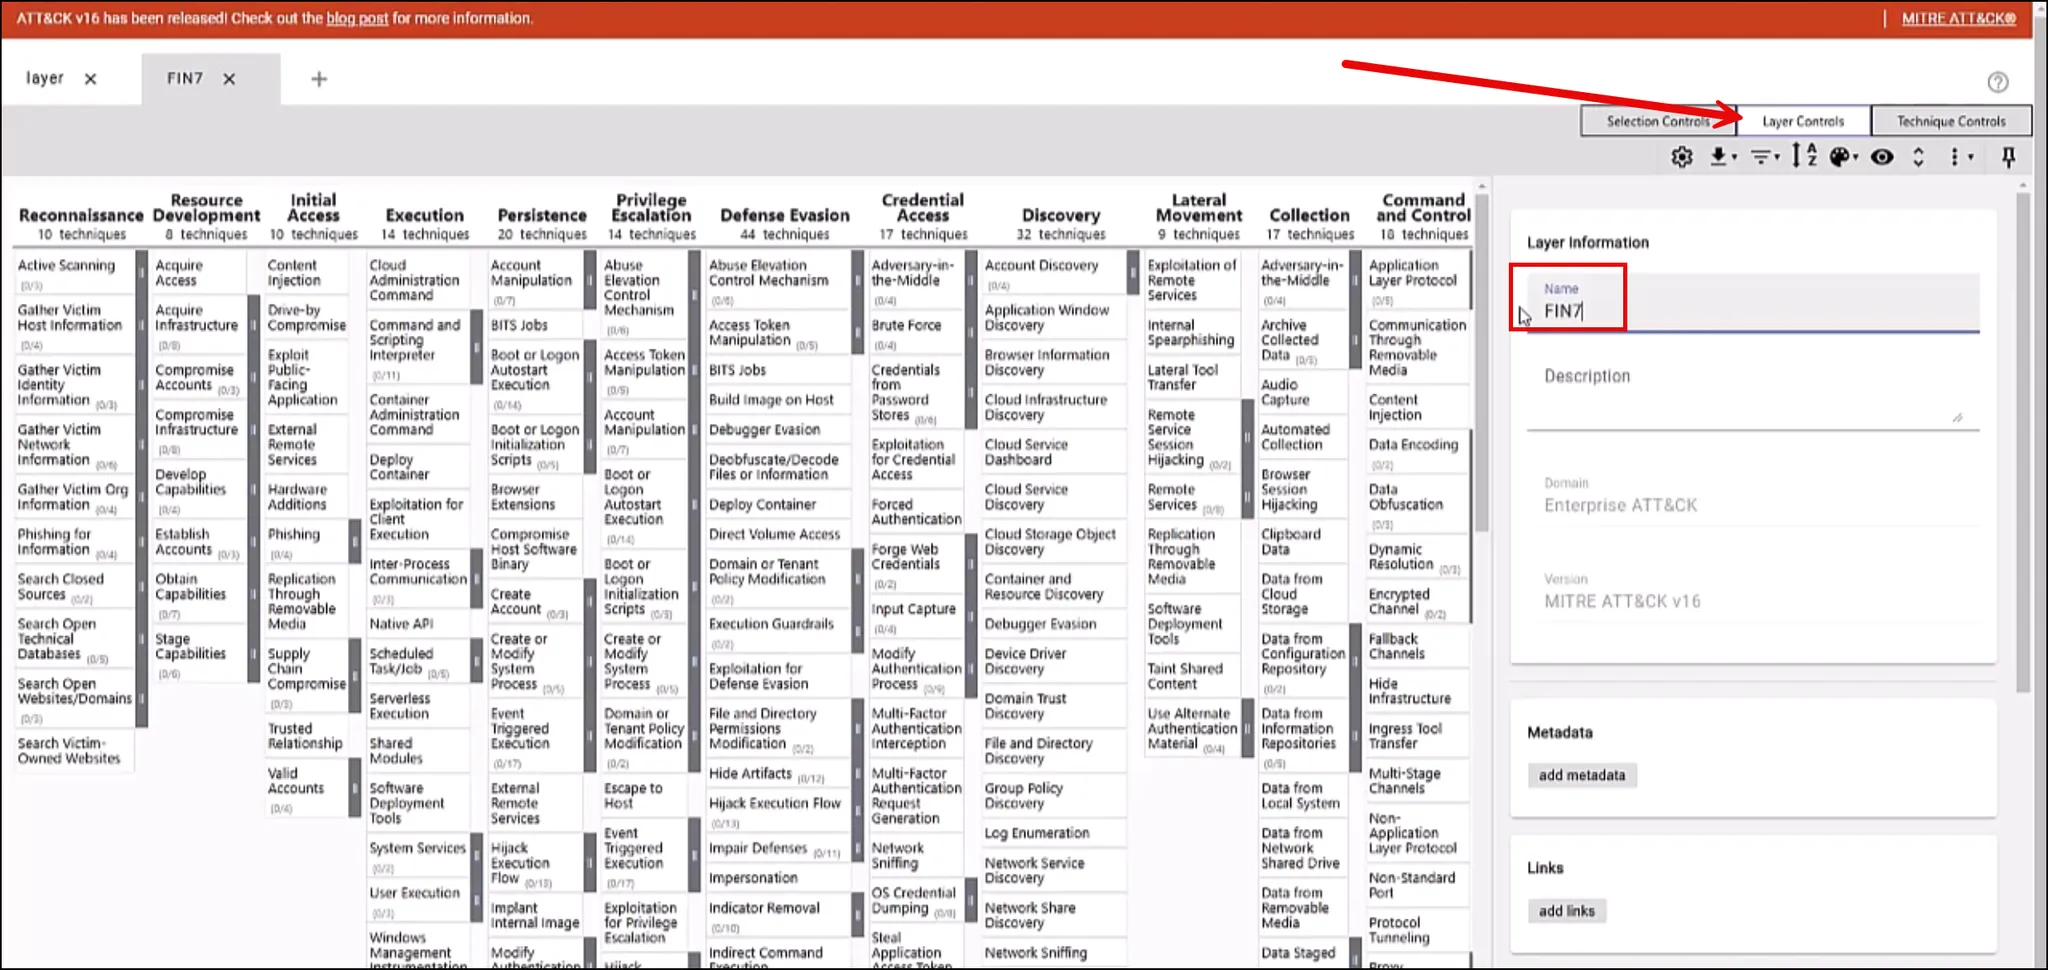 ATT&CK v16 has been released! Check out the blog post for more information.
MITRE ATT&CK®
layer
FIN7
Selection Controls
Layer Controls
Technique Controls
Reconnaissance
10 techniques
Active Scanning
(0/3)
Gather Victim
Host Information
(0/4)
Gather Victim
Identity
Information (0/3)
Gather Victim
Network
Information (0/6)
Gather Victim Org
Information (0/4)
Phishing for
Information (0/4)
Search Closed
Sources (0/2)
Search Open
Technical
Databases (0/5)
Search Open
Websites/Domains
(0/3)
Search Victim-
Owned Websites
Resource
Development
8 techniques
Acquire
Access
Acquire
Infrastructure
(0/8)
Compromise
Accounts (0/3)
Compromise
Infrastructure
(0/8)
Develop
Capabilities
(0/4)
Establish
Accounts (0/3)
Obtain
Capabilities
(0/7)
Stage
Capabilities
(0/6)
Initial
Access
10 techniques
Content
Injection
Drive-by
Compromise
Exploit
Public-
Facing
Application
External
Remote
Services
Hardware
Additions
Phishing
(0/4)
Replication
Through
Removable
Media
Supply
Chain
Compromise
(0/3)
Trusted
Relationship
Valid
Accounts
(0/4)
Execution
14 techniques
Cloud
Administration
Command
Command and
Scripting
Interpreter
(0/11)
Container
Administration
Command
Deploy
Container
Exploitation for
Client
Execution
Inter-Process
Communication
(0/3)
Native API
Scheduled
Task/Job (0/5)
Serverless
Execution
Shared
Modules
Software
Deployment
Tools
System Services
(0/2)
User Execution
(0/3)
Windows
Management
Instrumentation
Persistence
20 techniques
Account
Manipulation
(0/7)
BITS Jobs
Boot or Logon
Autostart
Execution
(0/14)
Boot or Logon
Initialization
Scripts (0/5)
Browser
Extensions
Compromise
Host Software
Binary
Create
Account (0/3)
Create or
Modify
System
Process (0/5)
Event
Triggered
Execution
(0/17)
External
Remote
Services
Hijack
Execution
Flow (0/13)
Implant
Internal Image
Modify
Authentication
Privilege
Escalation
14 techniques
Abuse
Elevation
Control
Mechanism
(0/6)
Access Token
Manipulation
(0/5)
Account
Manipulation
(0/7)
Boot or
Logon
Autostart
Execution
(0/14)
Boot or
Logon
Initialization
Scripts (0/5)
Create or
Modify
System
Process (0/5)
Domain or
Tenant Policy
Modification
(0/2)
Escape to
Host
Event
Triggered
Execution
(0/17)
Exploitation
for Privilege
Escalation
Hijack
Defense Evasion
44 techniques
Abuse Elevation
Control Mechanism
(0/6)
Access Token
Manipulation (0/5)
BITS Jobs
Build Image on Host
Debugger Evasion
Deobfuscate/Decode
Files or Information
Deploy Container
Direct Volume Access
Domain or Tenant
Policy Modification
(0/2)
Execution Guardrails
(0/2)
Exploitation for
Defense Evasion
File and Directory
Permissions
Modification (0/2)
Hide Artifacts (0/12)
Hijack Execution Flow
(0/13)
Impair Defenses (0/11)
Impersonation
Indicator Removal
(0/10)
Indirect Command
Execution
Credential
Access
17 techniques
Adversary-in-
the-Middle
(0/4)
Brute Force
(0/4)
Credentials
from
Password
Stores (0/6)
Exploitation
for Credential
Access
Forced
Authentication
Forge Web
Credentials
(0/2)
Input Capture
(0/4)
Modify
Authentication
Process (0/9)
Multi-Factor
Authentication
Interception
Multi-Factor
Authentication
Request
Generation
Network
Sniffing
OS Credential
Dumping (0/8)
Steal
Application
Access Token
Discovery
32 techniques
Account Discovery
(0/4)
Application Window
Discovery
Browser Information
Discovery
Cloud Infrastructure
Discovery
Cloud Service
Dashboard
Cloud Service
Discovery
Cloud Storage Object
Discovery
Container and
Resource Discovery
Debugger Evasion
Device Driver
Discovery
Domain Trust
Discovery
File and Directory
Discovery
Group Policy
Discovery
Log Enumeration
Network Service
Discovery
Network Share
Discovery
Network Sniffing
Lateral
Movement
9 techniques
Exploitation of
Remote
Services
Internal
Spearphishing
Lateral Tool
Transfer
Remote
Service
Session
Hijacking (0/2)
Remote
Services (0/8)
Replication
Through
Removable
Media
Software
Deployment
Tools
Taint Shared
Content
Use Alternate
Authentication
Material (0/4)
Collection
17 techniques
Adversary-in-
the-Middle
(0/4)
Archive
Collected
Data (0/3)
Audio
Capture
Automated
Collection
Browser
Session
Hijacking
Clipboard
Data
Data from
Cloud
Storage
Data from
Configuration
Repository
(0/2)
Data from
Information
Repositories
(0/5)
Data from
Local System
Data from
Network
Shared Drive
Data from
Removable
Media
Data Staged
Command
and Control
18 techniques
Application
Layer Protocol
(0/5)
Communication
Through
Removable
Media
Content
Injection
Data Encoding
(0/2)
Data
Obfuscation
(0/3)
Dynamic
Resolution (0/3)
Encrypted
Channel (0/2)
Fallback
Channels
Hide
Infrastructure
Ingress Tool
Transfer
Multi-Stage
Channels
Non-
Application
Layer Protocol
Non-Standard
Port
Protocol
Tunneling
Proxy
Layer Information
Name
FIN7
Description
Domain
Enterprise ATT&CK
Version
MITRE ATT&CK v16
Metadata
add metadata
Links
add links